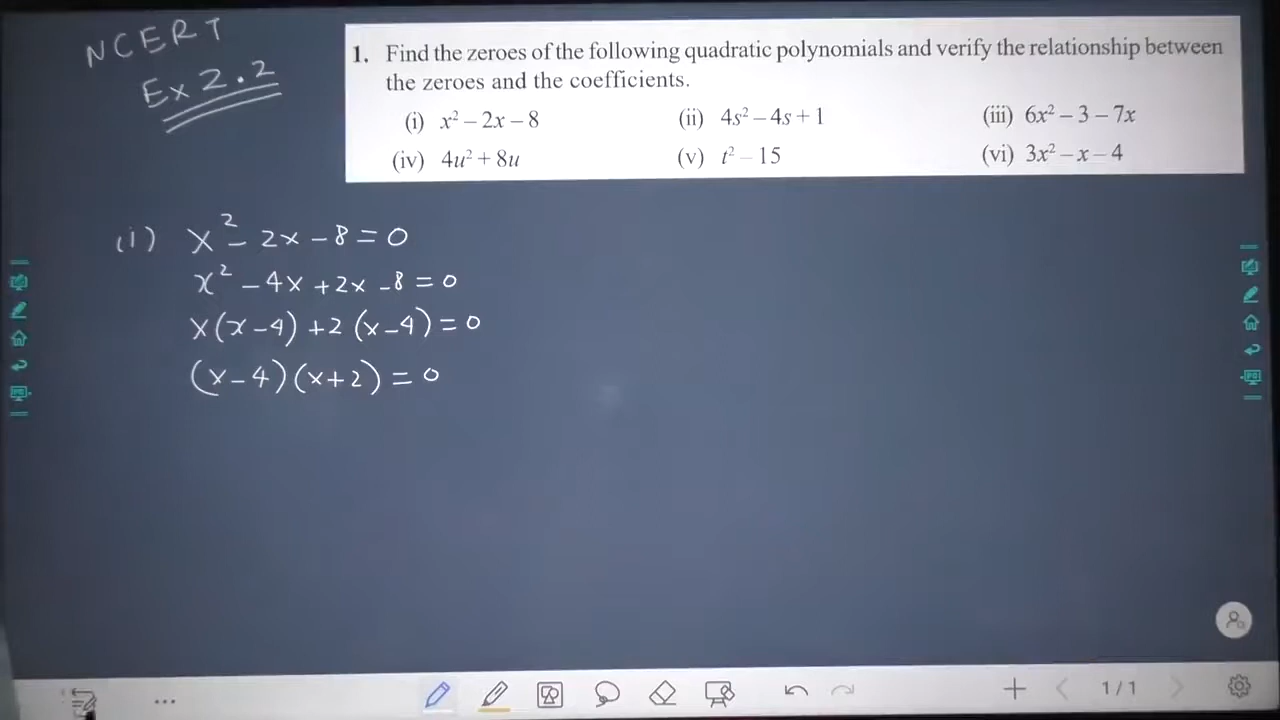 NCERT
Ex 2.2
1. Find the zeroes of the following quadratic polynomials and verify the relationship between
the zeroes and the coefficients.
(i) x² – 2x – 8 (ii) 4s² – 4s + 1 (iii) 6x² – 3 – 7x
(iv) 4u² + 8u (v) t² – 15 (vi) 3x² – x – 4
(i) x² - 2x - 8 = 0
x² - 4x + 2x - 8 = 0
x(x-4) + 2(x-4) = 0
(x-4)(x+2) = 0
1/1